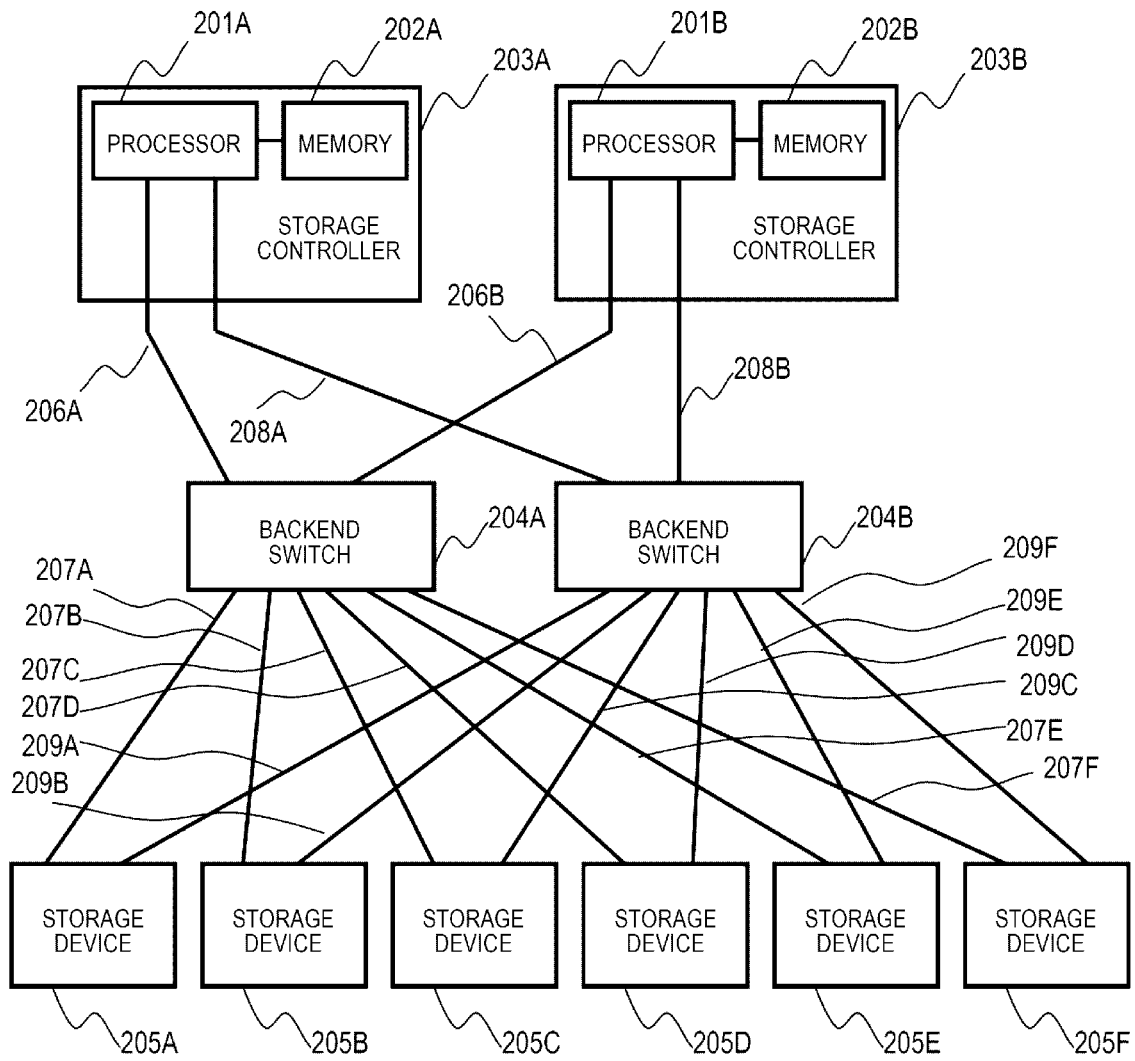 201A
202A
203A
201B
202B
203B
PROCESSOR
MEMORY
PROCESSOR
MEMORY
STORAGE
CONTROLLER
STORAGE
CONTROLLER
206B
206A
208A
208B
BACKEND
SWITCH
204A
BACKEND
SWITCH
204B
207A
207B
207C
207D
209A
209B
209F
209E
209D
209C
207E
207F
STORAGE
DEVICE
STORAGE
DEVICE
STORAGE
DEVICE
STORAGE
DEVICE
STORAGE
DEVICE
STORAGE
DEVICE
205A
205B
205C
205D
205E
205F